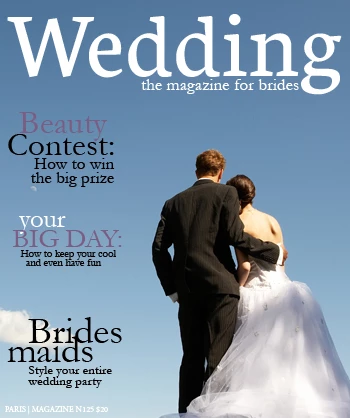 Wedding
the magazine for brides
Beauty
Contest:
How to win
the big prize
your
BIG DAY:
How to keep your cool
and even have fun
Brides
maids
Style your entire
wedding party
PARIS | MAGAZINE N125 $20